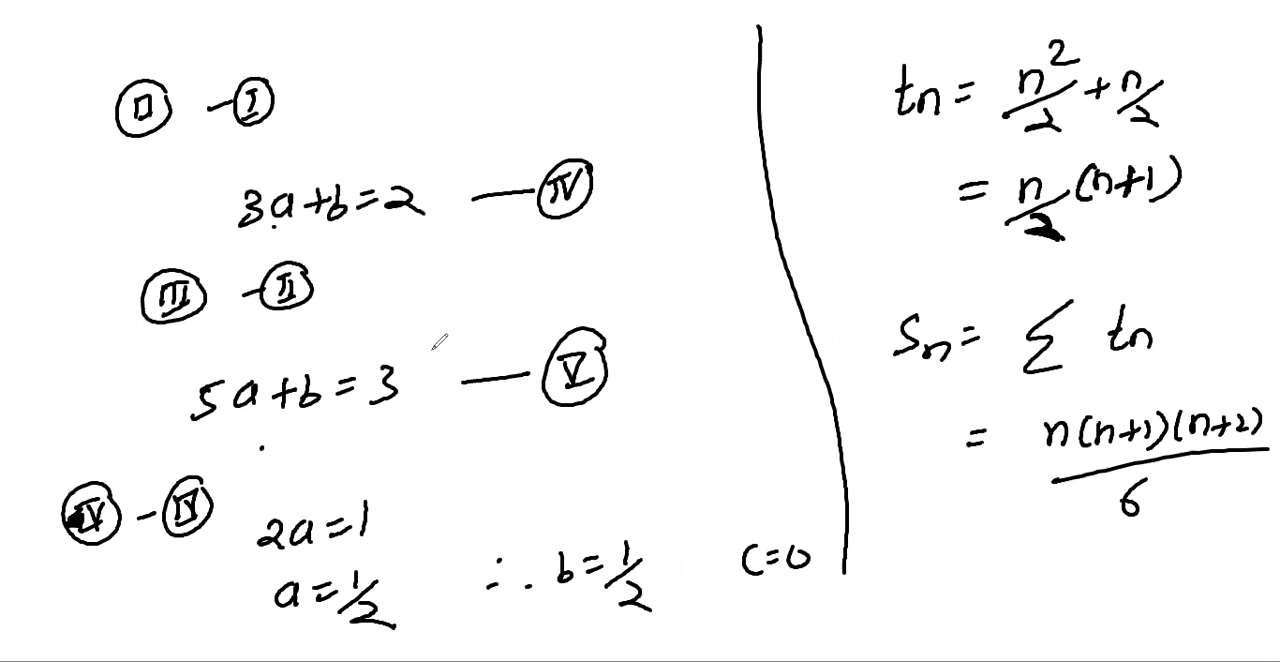 II - I
3a+b=2 — IV
III - II
5a+b=3 — V
- IV
2a=1
a=1/2 ∴ b=1/2 c=0
tn = n²/2 + n/2
= n/2 (n+1)
Sn = Σ tn
= n(n+1)(n+2)/6